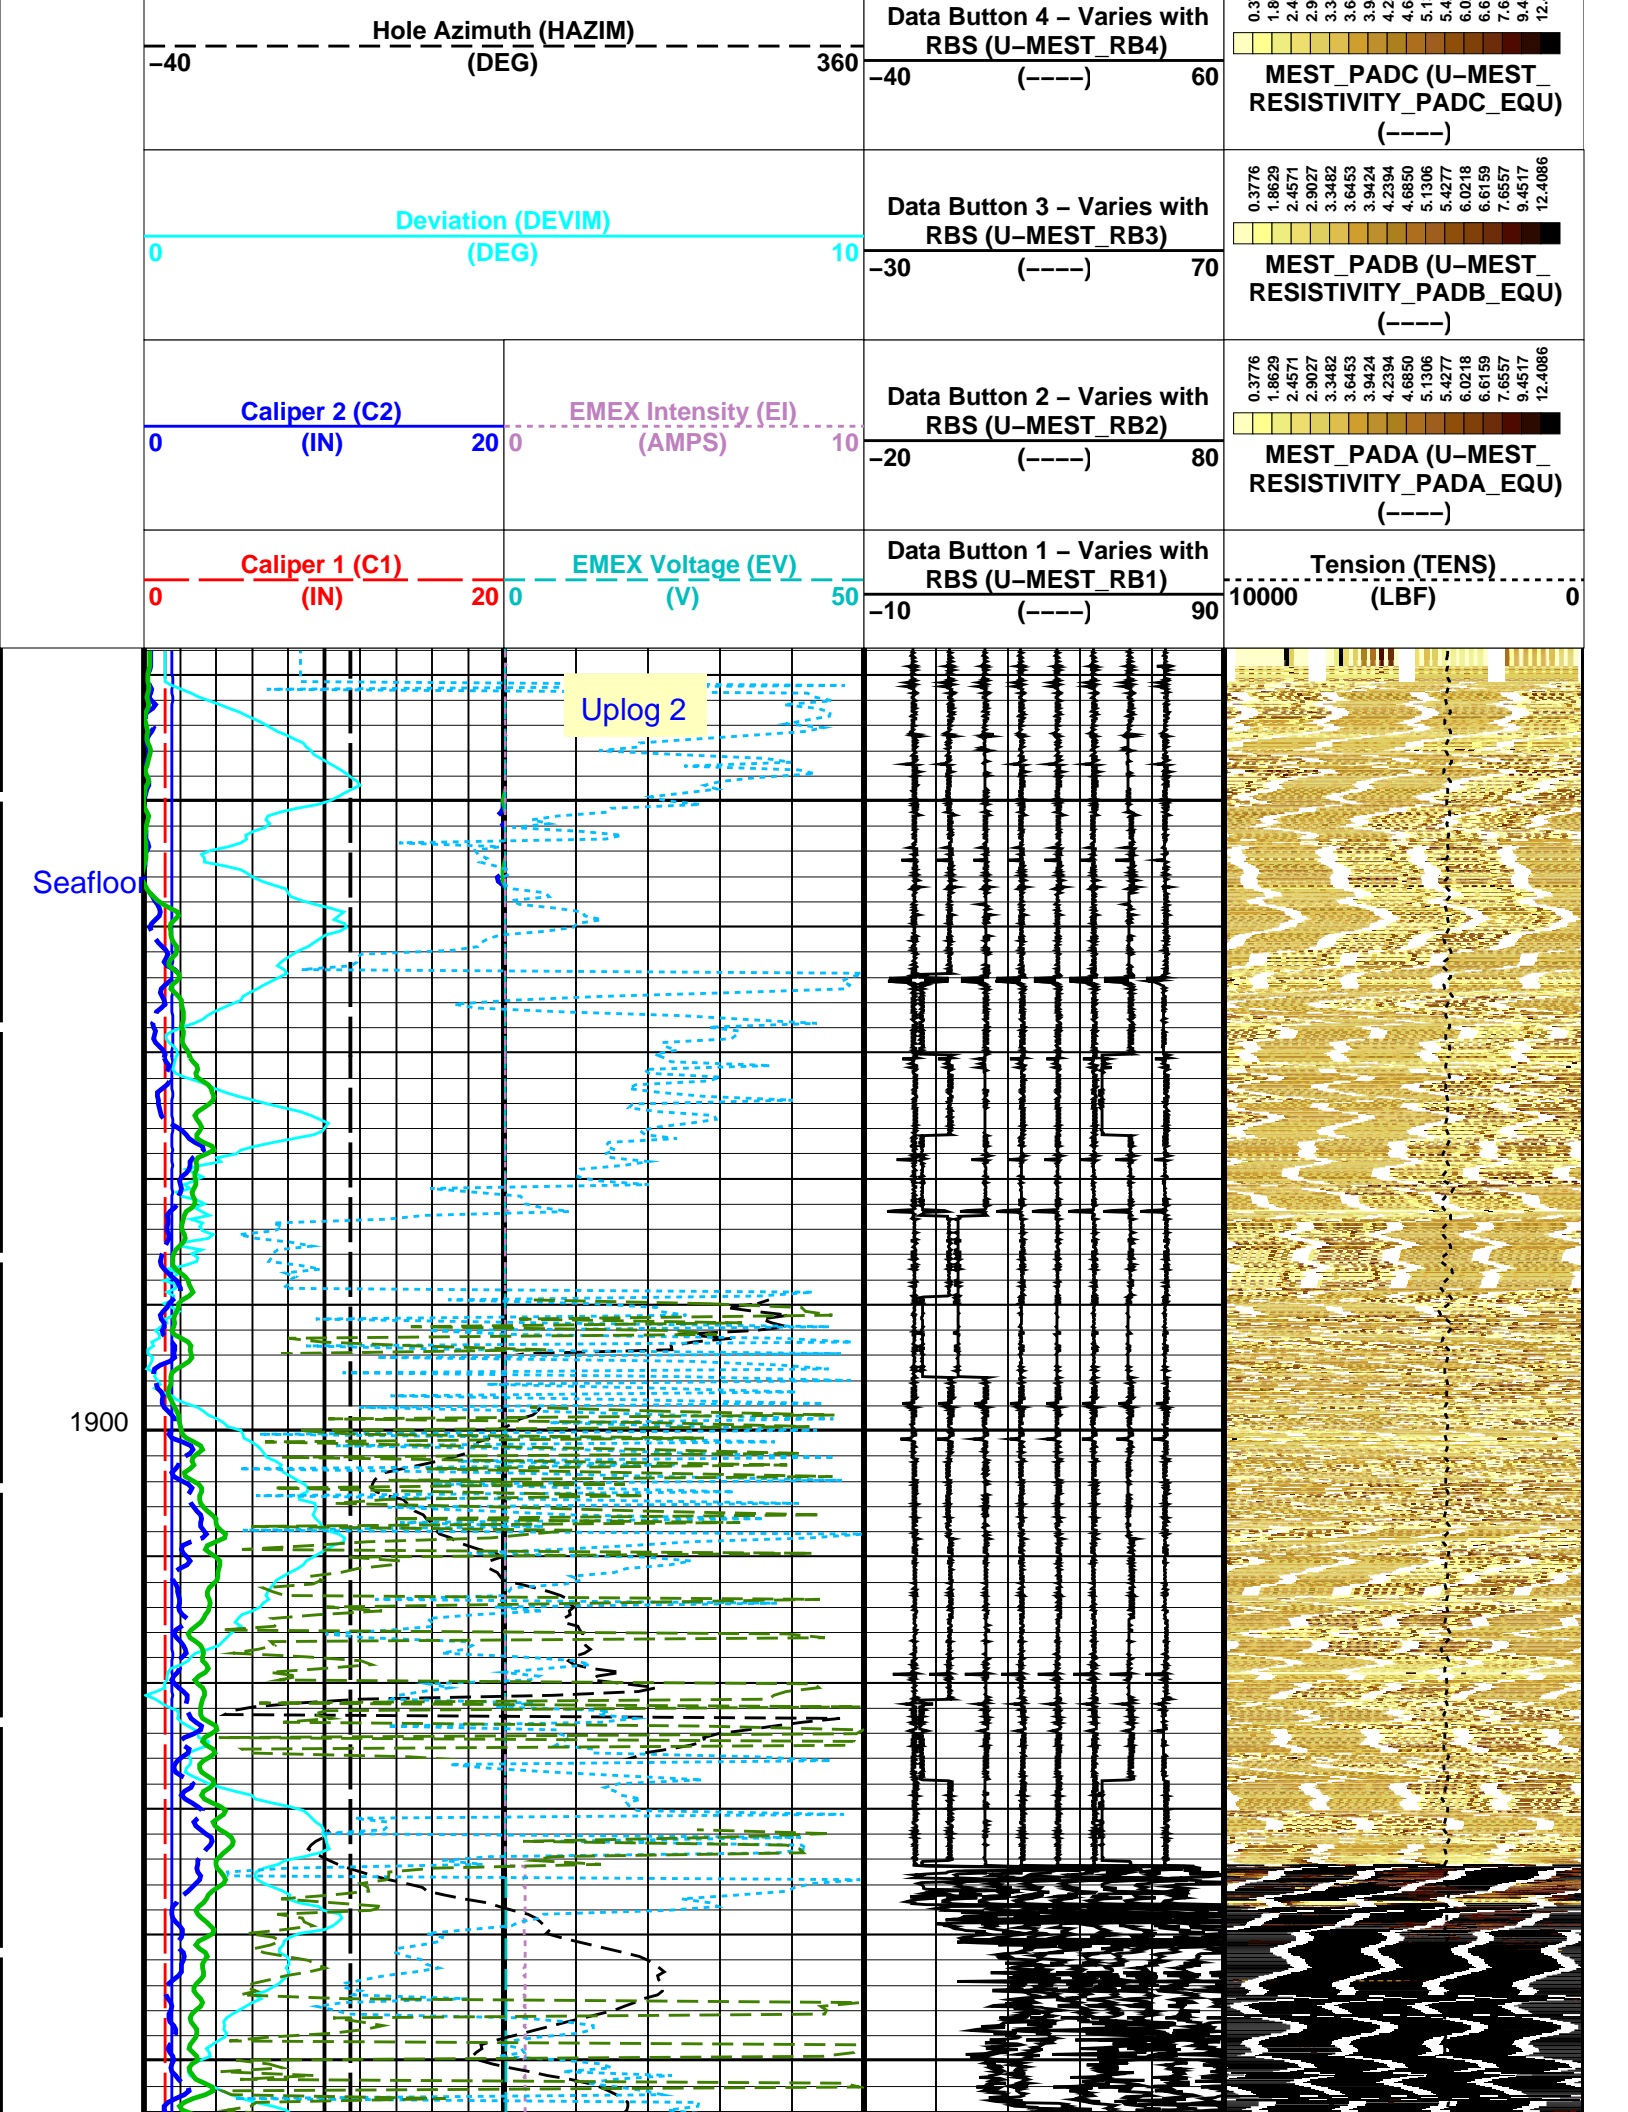 Hole Azimuth (HAZIM)
−40 (DEG) 360
Data Button 4 – Varies with
RBS (U−MEST_RB4)
−40 (−−−−) 60
MEST_PADC (U−MEST_
RESISTIVITY_PADC_EQU)
(−−−−)
Deviation (DEVIM)
0 (DEG) 10
Data Button 3 – Varies with
RBS (U−MEST_RB3)
−30 (−−−−) 70
0.3776
1.8629
2.4571
2.9027
3.3482
3.6453
3.9424
4.2394
4.6850
5.1306
5.4277
6.0218
6.6159
7.6557
9.4517
12.4086
MEST_PADB (U−MEST_
RESISTIVITY_PADB_EQU)
(−−−−)
Caliper 2 (C2)
0 (IN) 20
EMEX Intensity (EI)
0 (AMPS) 10
Data Button 2 – Varies with
RBS (U−MEST_RB2)
−20 (−−−−) 80
0.3776
1.8629
2.4571
2.9027
3.3482
3.6453
3.9424
4.2394
4.6850
5.1306
5.4277
6.0218
6.6159
7.6557
9.4517
12.4086
MEST_PADA (U−MEST_
RESISTIVITY_PADA_EQU)
(−−−−)
Caliper 1 (C1)
0 (IN) 20
EMEX Voltage (EV)
0 (V) 50
Data Button 1 – Varies with
RBS (U−MEST_RB1)
−10 (−−−−) 90
Tension (TENS)
10000 (LBF) 0
Uplog 2
Seafloor
1900